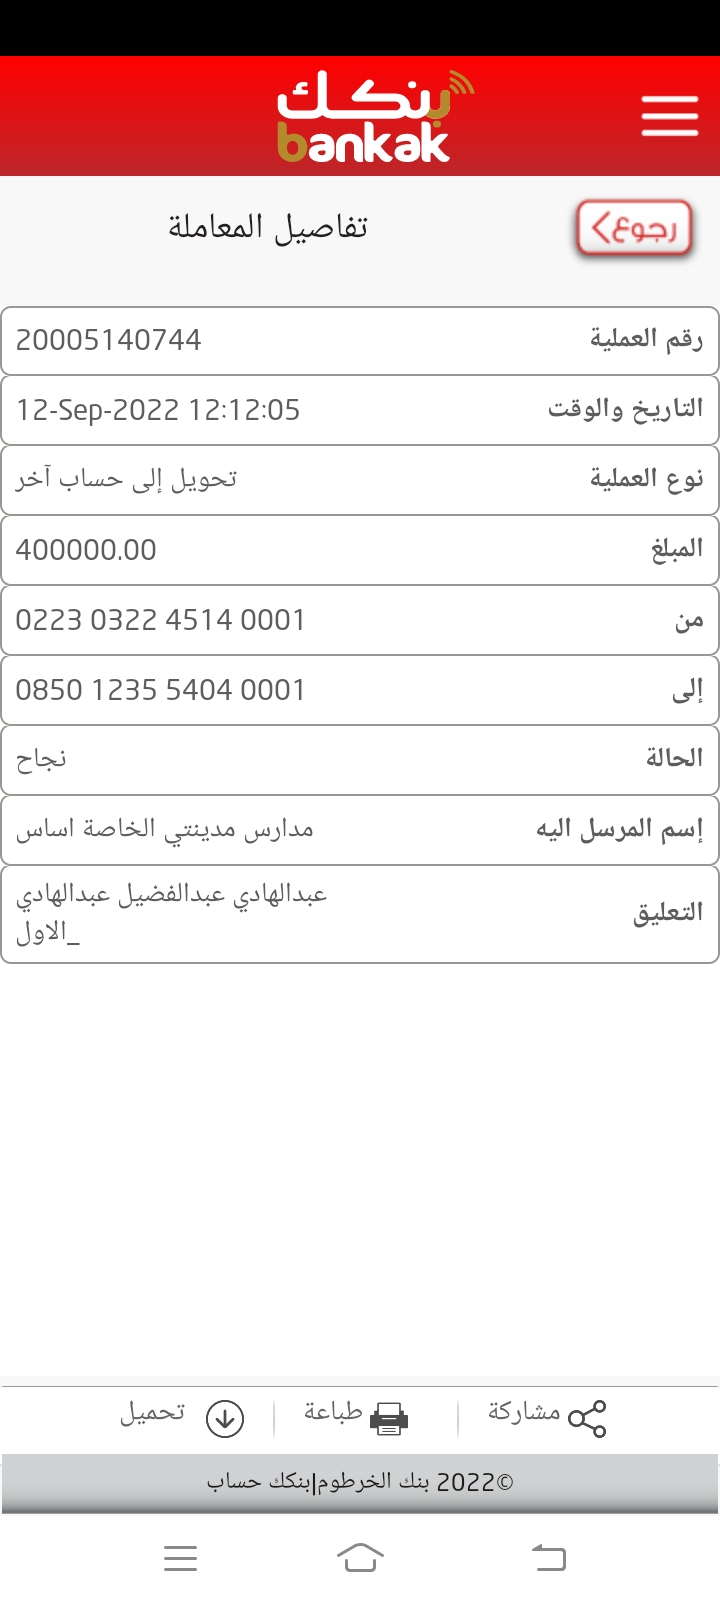 بنكك
bankak
رجوع
تفاصيل المعاملة
رقم العملية 20005140744
التاريخ والوقت 12-Sep-2022 12:12:05
نوع العملية تحويل إلى حساب آخر
المبلغ 400000.00
من 0223 0322 4514 0001
إلى 0850 1235 5404 0001
الحالة نجاح
إسم المرسل اليه مدارس مدينتي الخاصة اساس
التعليق عبدالهادي عبدالفضيل عبدالهادي
_الاول
مشاركة طباعة تحميل
©2022 بنك الخرطوم|بنكك حساب